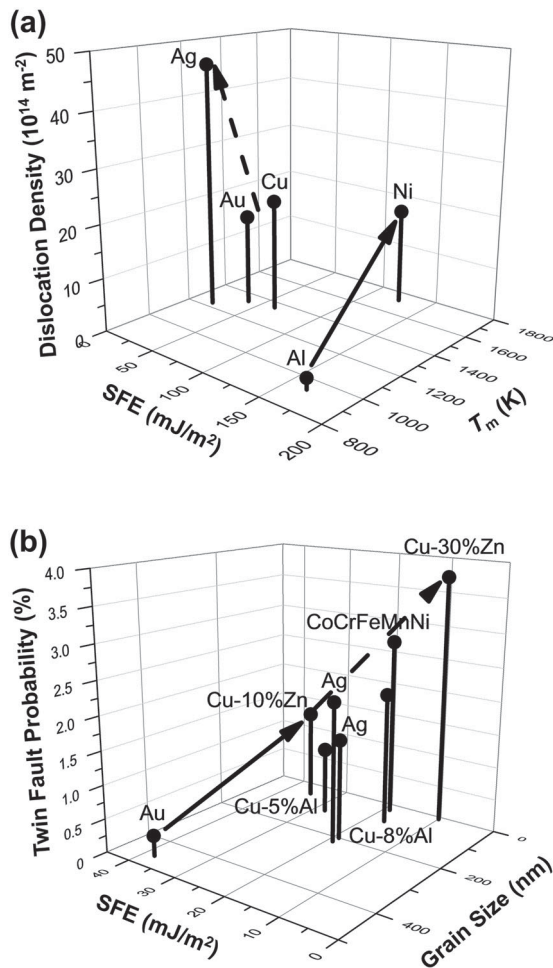 (a)
50
40
30
20
10
0
Dislocation Density (10¹⁴ m⁻²)
Ag
Au
Cu
Ni
Al
50
100
150
200
SFE (mJ/m²)
800
1000
1200
1400
1600
1800
Tₘ (K)
(b)
4.0
3.5
3.0
2.5
2.0
1.5
1.0
0.5
0
Twin Fault Probability (%)
Cu-30%Zn
CoCrFeMnNi
Ag
Cu-10%Zn
Ag
Cu-5%Al
Cu-8%Al
Au
40
30
20
10
0
SFE (mJ/m²)
400
200
0
Grain Size (nm)